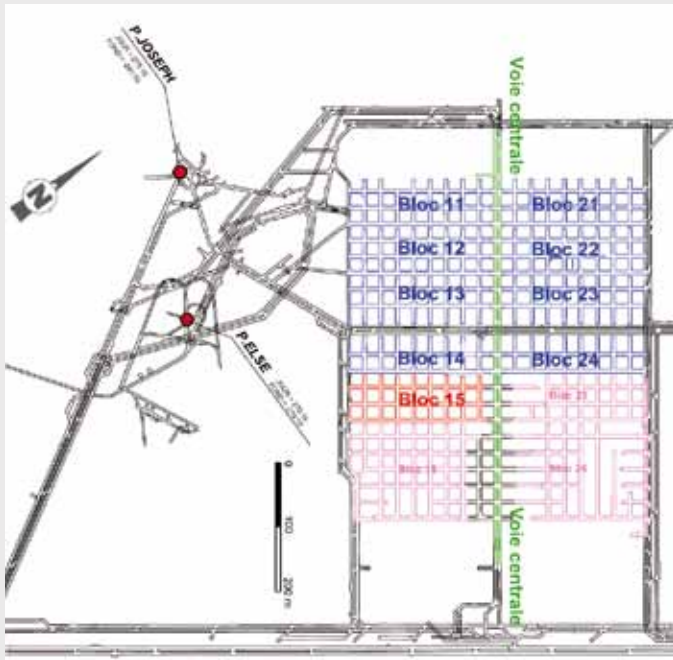 P. JOSEPH
N
Voie centrale
Bloc 11
Bloc 21
Bloc 12
Bloc 22
Bloc 13
Bloc 23
P. ELSE
Bloc 14
Bloc 24
Bloc 15
0
100
200 m
Voie centrale